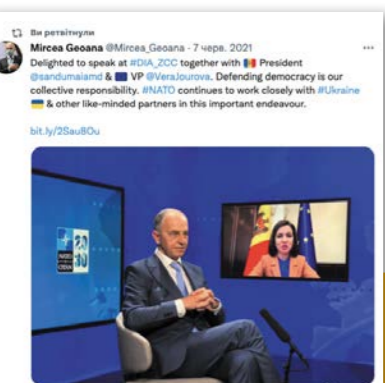 Ви ретвітнули
Mircea Geoana @Mircea_Geoana · 7 черв. 2021
Delighted to speak at #DIA_ZCC together with 🇲🇩 President
@sandumaiamd & 🇪🇺 VP @VeraJourova. Defending democracy is our
collective responsibility. #NATO continues to work closely with #Ukraine
🇺🇦 & other like-minded partners in this important endeavour.
bit.ly/2Sau8Ou
NATO
OTAN